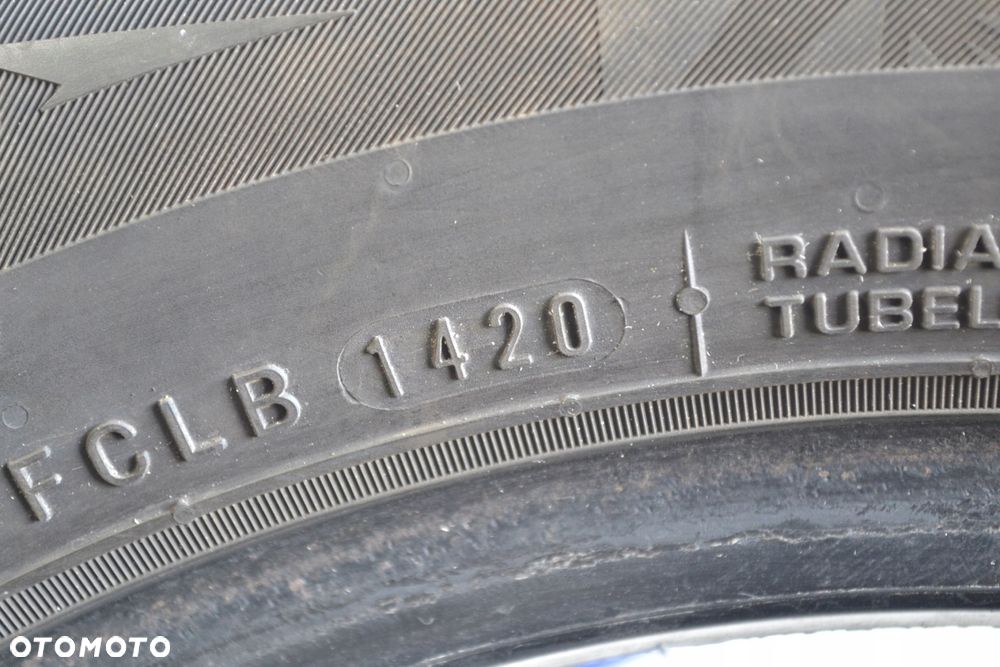 FCLB 1420
RADIA
TUBEL
OTOMOTO